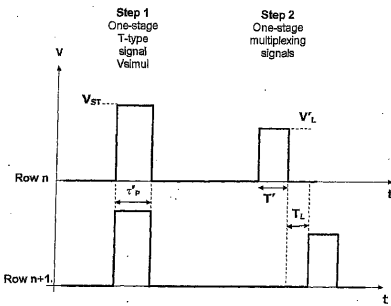 Step 1
One-stage
T-type
signal
Vsimul
Step 2
One-stage
multiplexing
signals
V
VST
V'L
Row n
t
τ'P
T'
TL
Row n+1
t